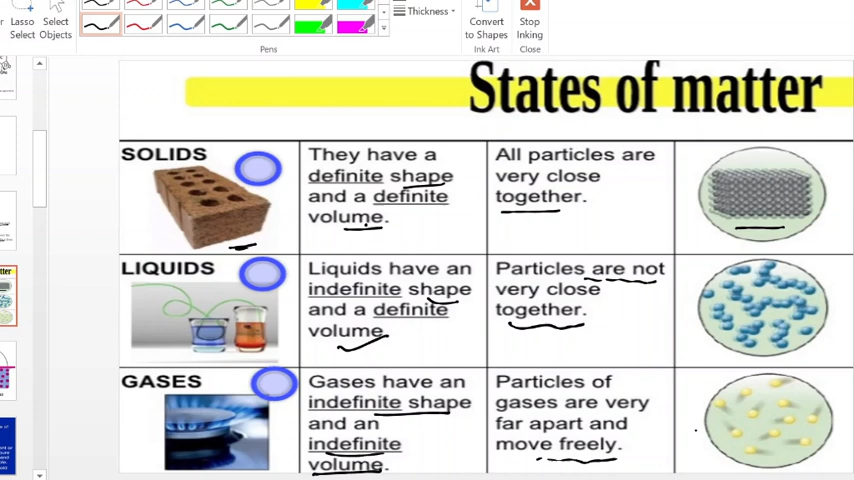 Lasso
Select
Select
Objects
Thickness
Convert
to Shapes
Stop
Inking
Pens
Ink Art
Close
States of matter
SOLIDS
They have a
definite shape
and a definite
volume.
All particles are
very close
together.
LIQUIDS
Liquids have an
indefinite shape
and a definite
volume.
Particles are not
very close
together.
GASES
Gases have an
indefinite shape
and an
indefinite
volume.
Particles of
gases are very
far apart and
move freely.